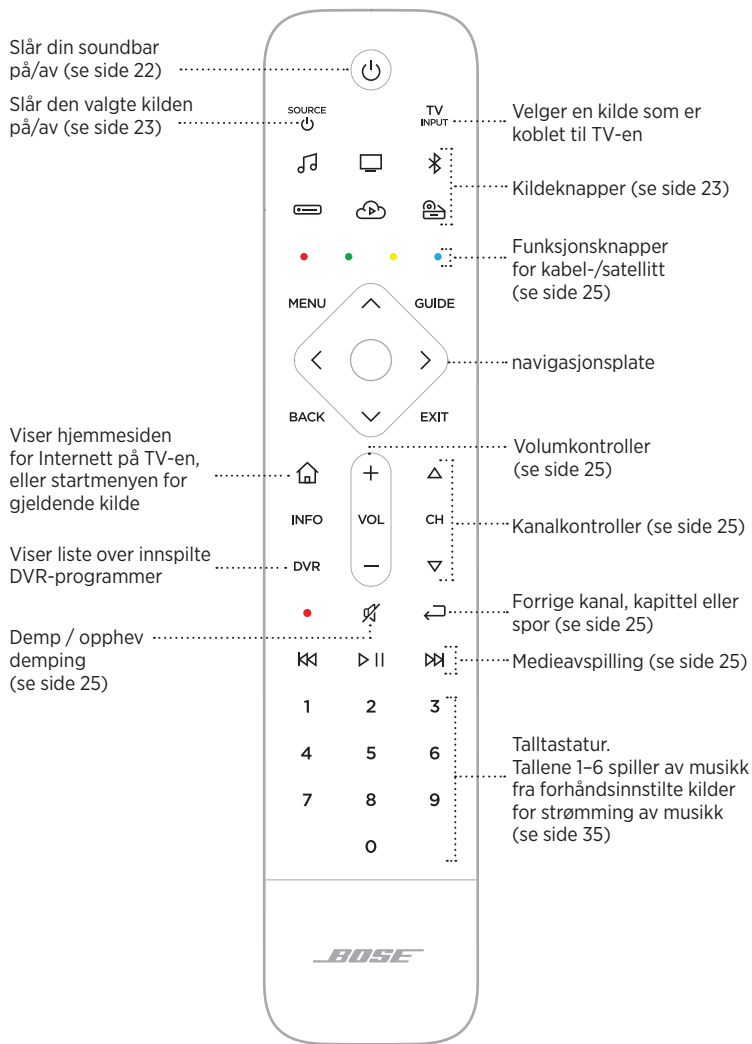 Slår din soundbar
på/av (se side 22)
Slår den valgte kilden
på/av (se side 23)
SOURCE
TV
INPUT
Velger en kilde som er
koblet til TV-en
Kildeknapper (se side 23)
Funksjonsknapper
for kabel-/satellitt
(se side 25)
MENU
GUIDE
navigasjonsplate
BACK
EXIT
Viser hjemmesiden
for Internett på TV-en,
eller startmenyen for
gjeldende kilde
Volumkontroller
(se side 25)
INFO
VOL
CH
Kanalkontroller (se side 25)
Viser liste over innspilte
DVR-programmer
DVR
Forrige kanal, kapittel eller
spor (se side 25)
Demp / opphev
demping
(se side 25)
Medieavspilling (se side 25)
1 2 3
4 5 6
7 8 9
0
Talltastatur.
Tallene 1–6 spiller av musikk
fra forhåndsinnstilte kilder
for strømming av musikk
(se side 35)
BOSE